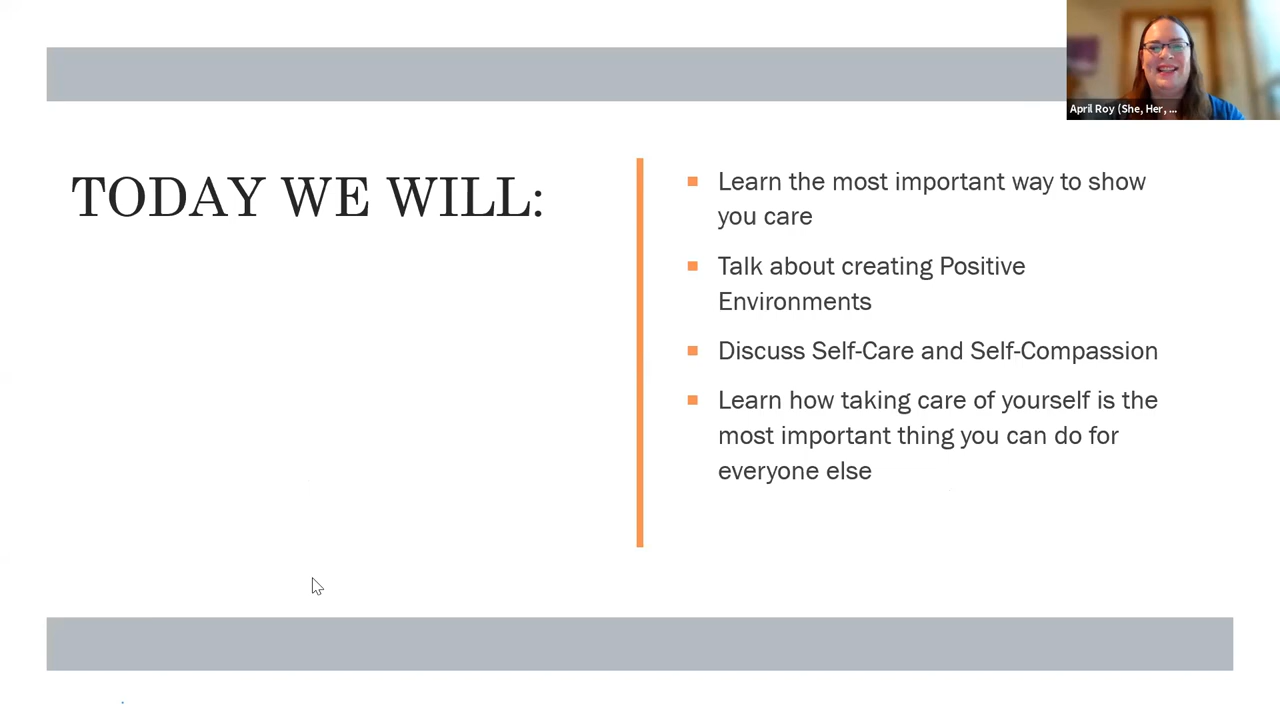 April Roy (She, Her, ...
TODAY WE WILL:
Learn the most important way to show
you care
Talk about creating Positive
Environments
Discuss Self-Care and Self-Compassion
Learn how taking care of yourself is the
most important thing you can do for
everyone else